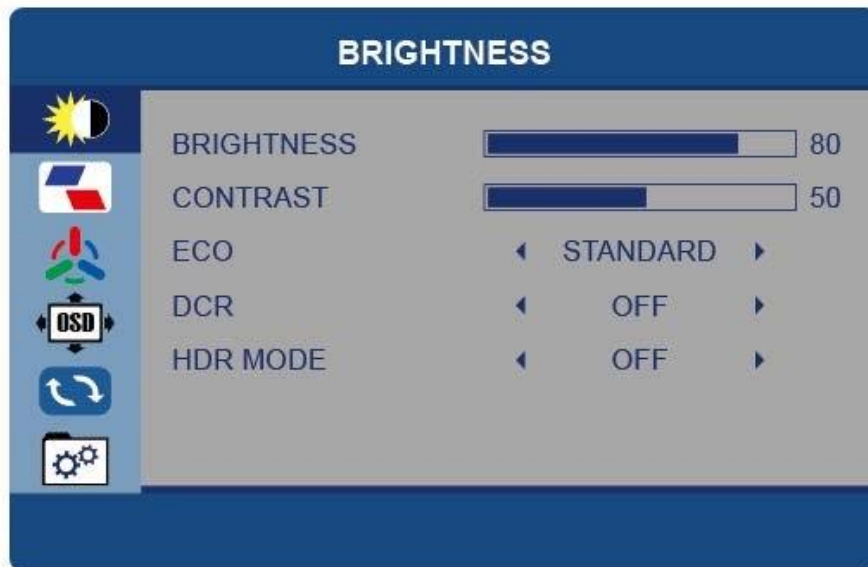 BRIGHTNESS
BRIGHTNESS 80
CONTRAST 50
ECO STANDARD
DCR OFF
OSD
HDR MODE OFF